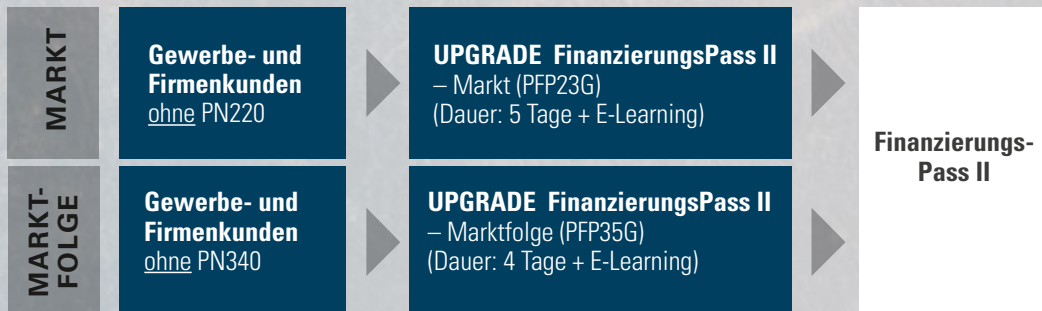 MARKT
Gewerbe- und
Firmenkunden
ohne PN220
UPGRADE FinanzierungsPass II
– Markt (PFP23G)
(Dauer: 5 Tage + E-Learning)
MARKT-
FOLGE
Gewerbe- und
Firmenkunden
ohne PN340
UPGRADE FinanzierungsPass II
– Marktfolge (PFP35G)
(Dauer: 4 Tage + E-Learning)
Finanzierungs-
Pass II